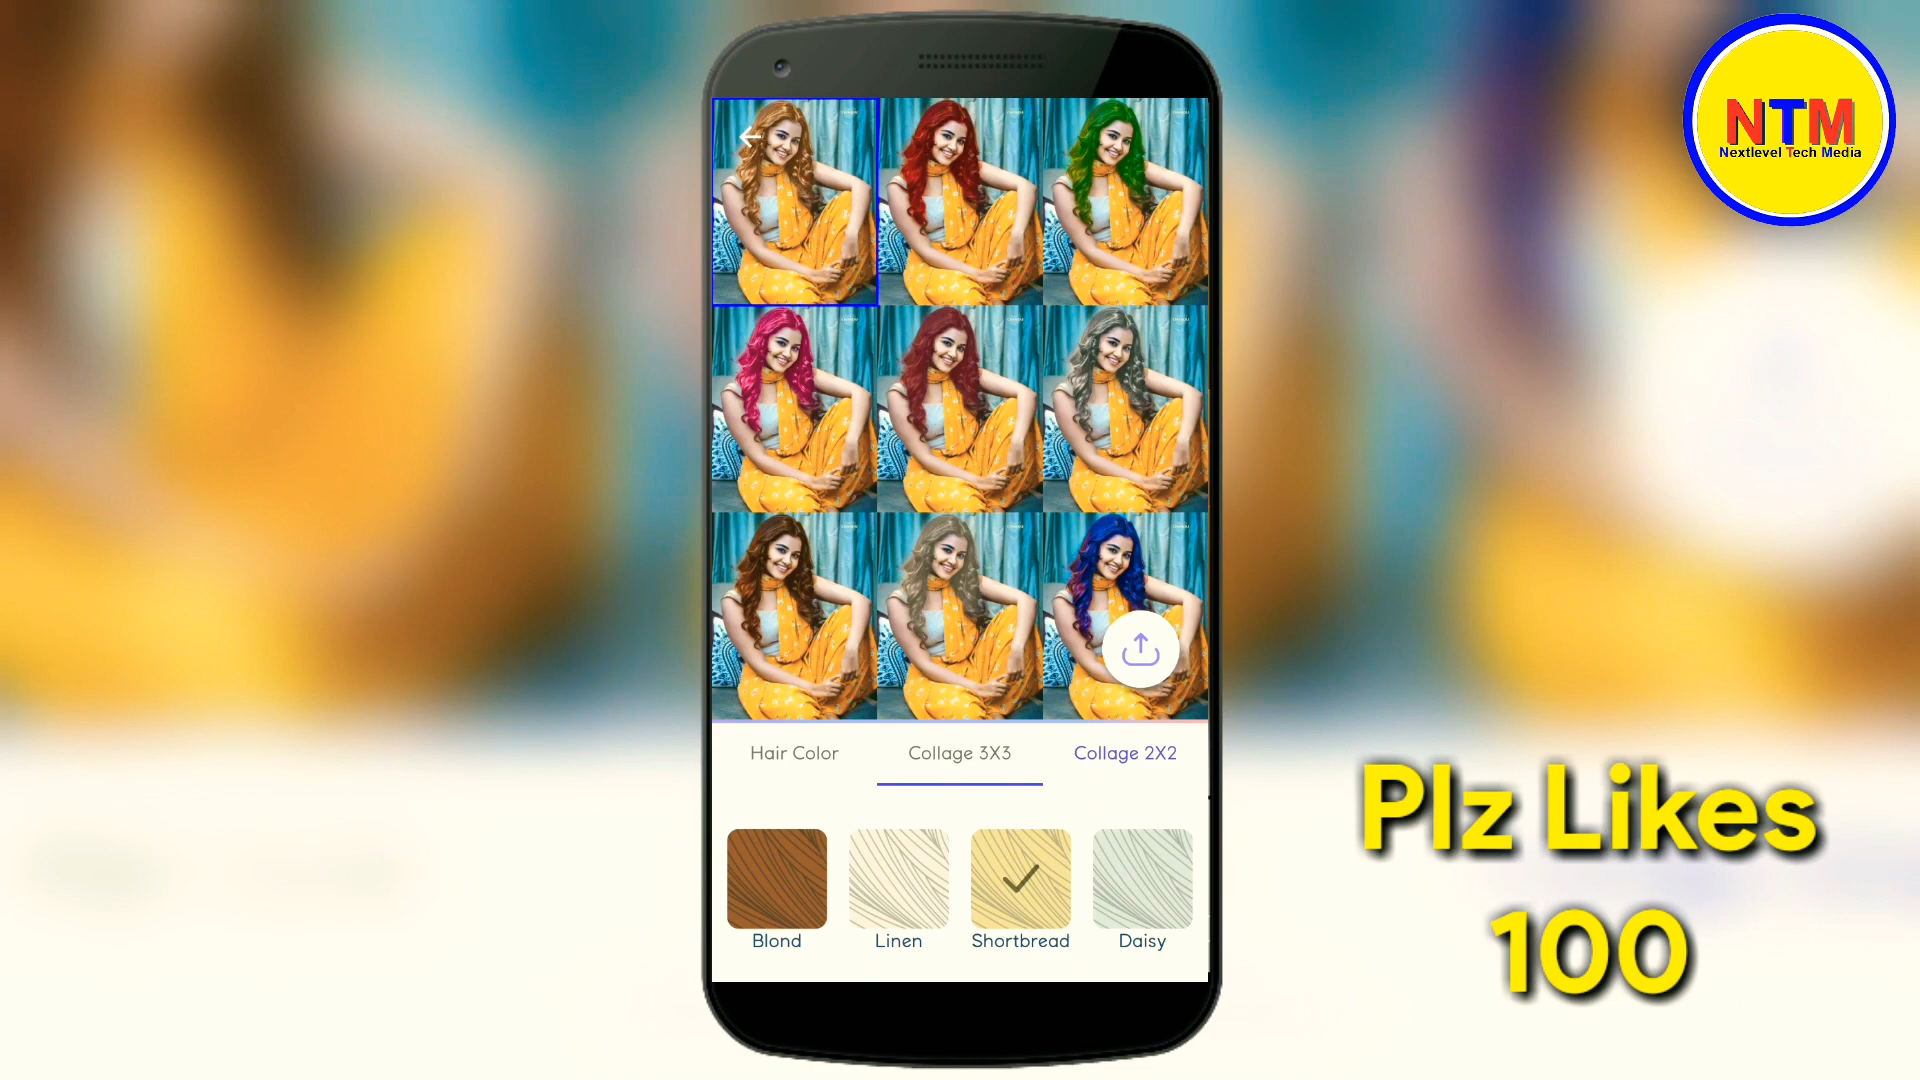 NTM
Nextlevel Tech Media
Hair Color
Collage 3X3
Collage 2X2
Blond
Linen
Shortbread
Daisy
Plz Likes
100